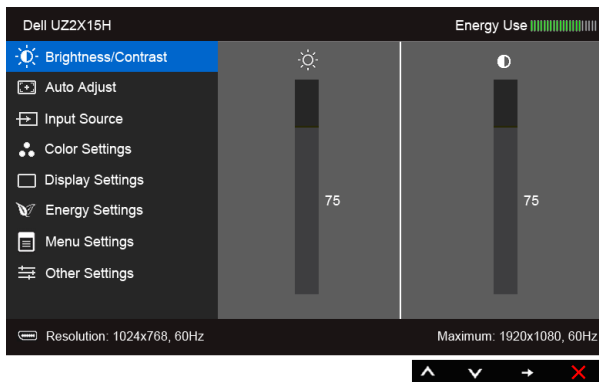 Dell UZ2X15H
Energy Use
Brightness/Contrast
Auto Adjust
Input Source
Color Settings
Display Settings
75
75
Energy Settings
Menu Settings
Other Settings
Resolution: 1024x768, 60Hz
Maximum: 1920x1080, 60Hz